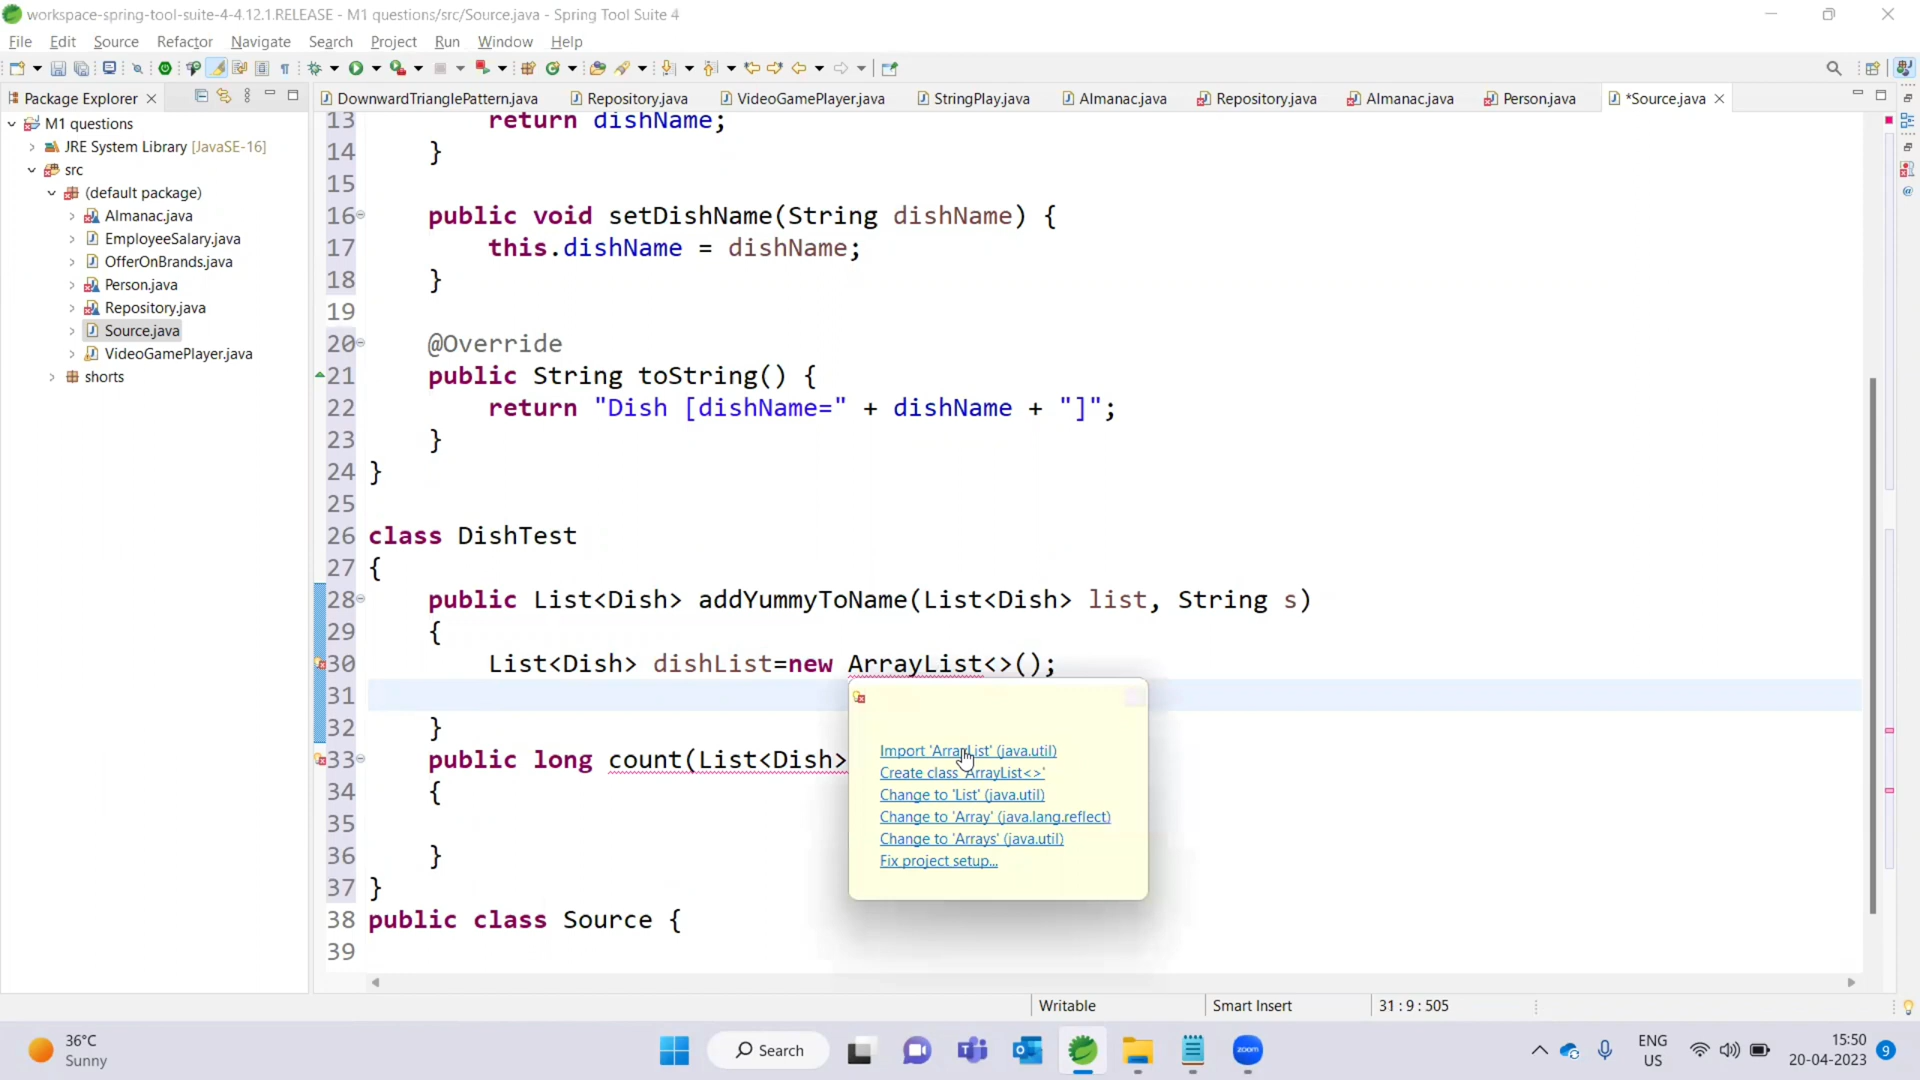 workspace-spring-tool-suite-4-4.12.1.RELEASE - M1 questions/src/Source.java - Spring Tool Suite 4
File Edit Source Refactor Navigate Search Project Run Window Help
Package Explorer
DownwardTrianglePattern.java Repository.java VideoGamePlayer.java StringPlay.java Almanac.java Repository.java Almanac.java Person.java *Source.java
M1 questions
JRE System Library [JavaSE-16]
src
(default package)
Almanac.java
EmployeeSalary.java
OfferOnBrands.java
Person.java
Repository.java
Source.java
VideoGamePlayer.java
shorts
13 return dishName;
14 }
15
16 public void setDishName(String dishName) {
17 this.dishName = dishName;
18 }
19
20 @Override
21 public String toString() {
22 return "Dish [dishName=" + dishName + "]";
23 }
24 }
25
26 class DishTest
27 {
28 public List<Dish> addYummyToName(List<Dish> list, String s)
29 {
30 List<Dish> dishList=new ArrayList<>();
31
32 }
33 public long count(List<Dish>
34 {
35
36 }
37 }
38 public class Source {
39
Import 'ArrayList' (java.util)
Create class 'ArrayList<>'
Change to 'List' (java.util)
Change to 'Array' (java.lang.reflect)
Change to 'Arrays' (java.util)
Fix project setup...
Writable Smart Insert 31 : 9 : 505
36°C
Sunny
Search
zoom
ENG
US
15:50
20-04-2023
9